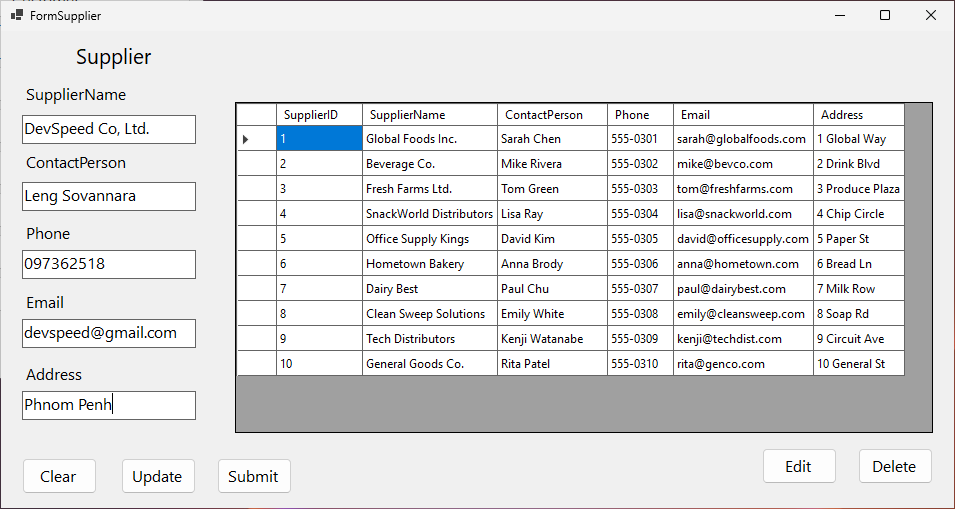 FormSupplier
Supplier
SupplierName
DevSpeed Co, Ltd.
ContactPerson
Leng Sovannara
Phone
097362518
Email
devspeed@gmail.com
Address
Phnom Penh
Clear Update Submit
SupplierID SupplierName ContactPerson Phone Email Address
1 Global Foods Inc. Sarah Chen 555-0301 sarah@globalfoods.com 1 Global Way
2 Beverage Co. Mike Rivera 555-0302 mike@bevco.com 2 Drink Blvd
3 Fresh Farms Ltd. Tom Green 555-0303 tom@freshfarms.com 3 Produce Plaza
4 SnackWorld Distributors Lisa Ray 555-0304 lisa@snackworld.com 4 Chip Circle
5 Office Supply Kings David Kim 555-0305 david@officesupply.com 5 Paper St
6 Hometown Bakery Anna Brody 555-0306 anna@hometown.com 6 Bread Ln
7 Dairy Best Paul Chu 555-0307 paul@dairybest.com 7 Milk Row
8 Clean Sweep Solutions Emily White 555-0308 emily@cleansweep.com 8 Soap Rd
9 Tech Distributors Kenji Watanabe 555-0309 kenji@techdist.com 9 Circuit Ave
10 General Goods Co. Rita Patel 555-0310 rita@genco.com 10 General St
Edit Delete